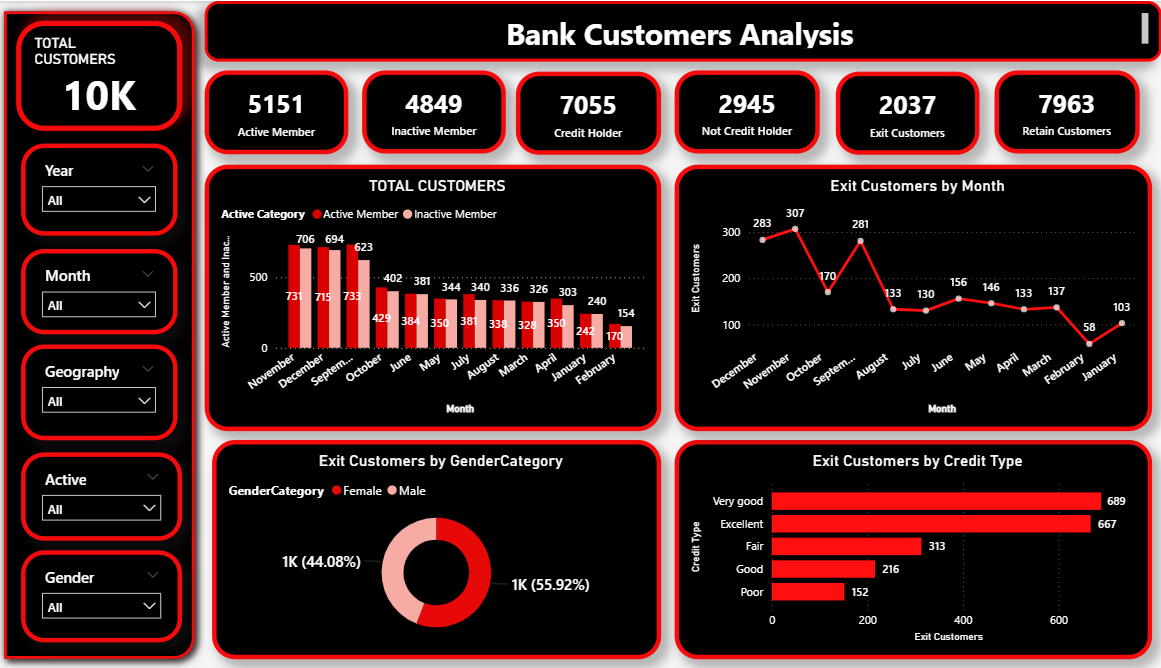 Bank Customers Analysis
TOTAL
CUSTOMERS
10K
5151
Active Member
4849
Inactive Member
7055
Credit Holder
2945
Not Credit Holder
2037
Exit Customers
7963
Retain Customers
Year
All
Month
All
Geography
All
Active
All
Gender
All
TOTAL CUSTOMERS
Active Category Active Member Inactive Member
Active Member and Inac...
500
0
706 694 623 402 381 344 340 336 326 303 240 154
731 715 733 429 384 350 381 338 328 350 242 170
November December Septem... October June May July August March April January February
Month
Exit Customers by Month
Exit Customers
300
200
100
283 307 170 281 133 130 156 146 133 137 58 103
December November October Septem... August July June May April March February January
Month
Exit Customers by GenderCategory
GenderCategory Female Male
1K (44.08%)
1K (55.92%)
Exit Customers by Credit Type
Credit Type
Very good 689
Excellent 667
Fair 313
Good 216
Poor 152
0 200 400 600
Exit Customers